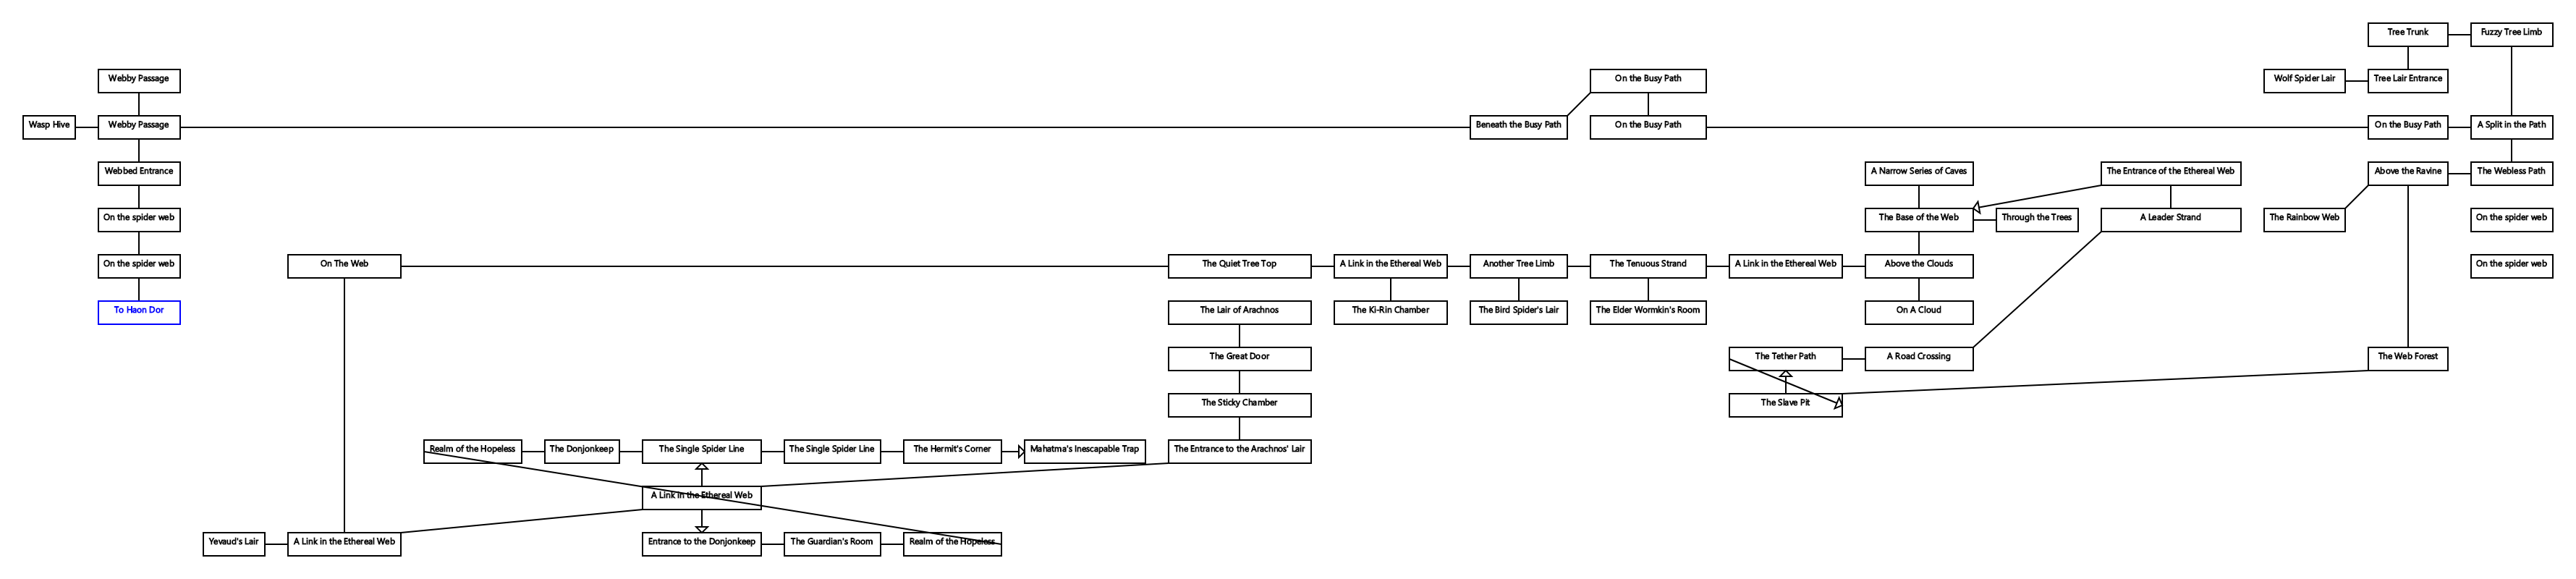 Tree Trunk
Fuzzy Tree Limb
Webby Passage
On the Busy Path
Wolf Spider Lair
Tree Lair Entrance
Wasp Hive
Webby Passage
Beneath the Busy Path
On the Busy Path
On the Busy Path
A Split in the Path
Webbed Entrance
A Narrow Series of Caves
The Entrance of the Ethereal Web
Above the Ravine
The Webless Path
On the spider web
The Base of the Web
Through the Trees
A Leader Strand
The Rainbow Web
On the spider web
On the spider web
On The Web
The Quiet Tree Top
A Link in the Ethereal Web
Another Tree Limb
The Tenuous Strand
A Link in the Ethereal Web
Above the Clouds
On the spider web
To Haon Dor
The Lair of Arachnos
The Ki-Rin Chamber
The Bird Spider's Lair
The Elder Wormkin's Room
On A Cloud
The Great Door
The Tether Path
A Road Crossing
The Web Forest
The Sticky Chamber
The Slave Pit
Realm of the Hopeless
The Donjonkeep
The Single Spider Line
The Single Spider Line
The Hermit's Corner
Mahatma's Inescapable Trap
The Entrance to the Arachnos' Lair
A Link in the Ethereal Web
Yevaud's Lair
A Link in the Ethereal Web
Entrance to the Donjonkeep
The Guardian's Room
Realm of the Hopeless